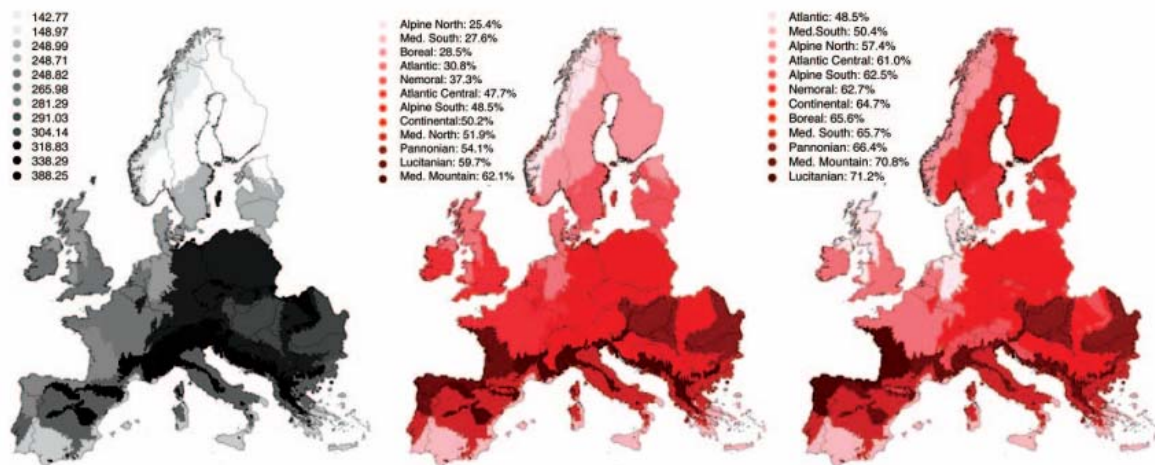 142.77
148.97
248.99
248.71
248.82
265.98
281.29
291.03
304.14
318.83
338.29
388.25
Alpine North: 25.4%
Med. South: 27.6%
Boreal: 28.5%
Atlantic: 30.8%
Nemoral: 37.3%
Atlantic Central: 47.7%
Alpine South: 48.5%
Continental:50.2%
Med. North: 51.9%
Pannonian: 54.1%
Lucitanian: 59.7%
Med. Mountain: 62.1%
Atlantic: 48.5%
Med.South: 50.4%
Alpine North: 57.4%
Atlantic Central: 61.0%
Alpine South: 62.5%
Nemoral: 62.7%
Continental: 64.7%
Boreal: 65.6%
Med. South: 65.7%
Pannonian: 66.4%
Med. Mountain: 70.8%
Lucitanian: 71.2%